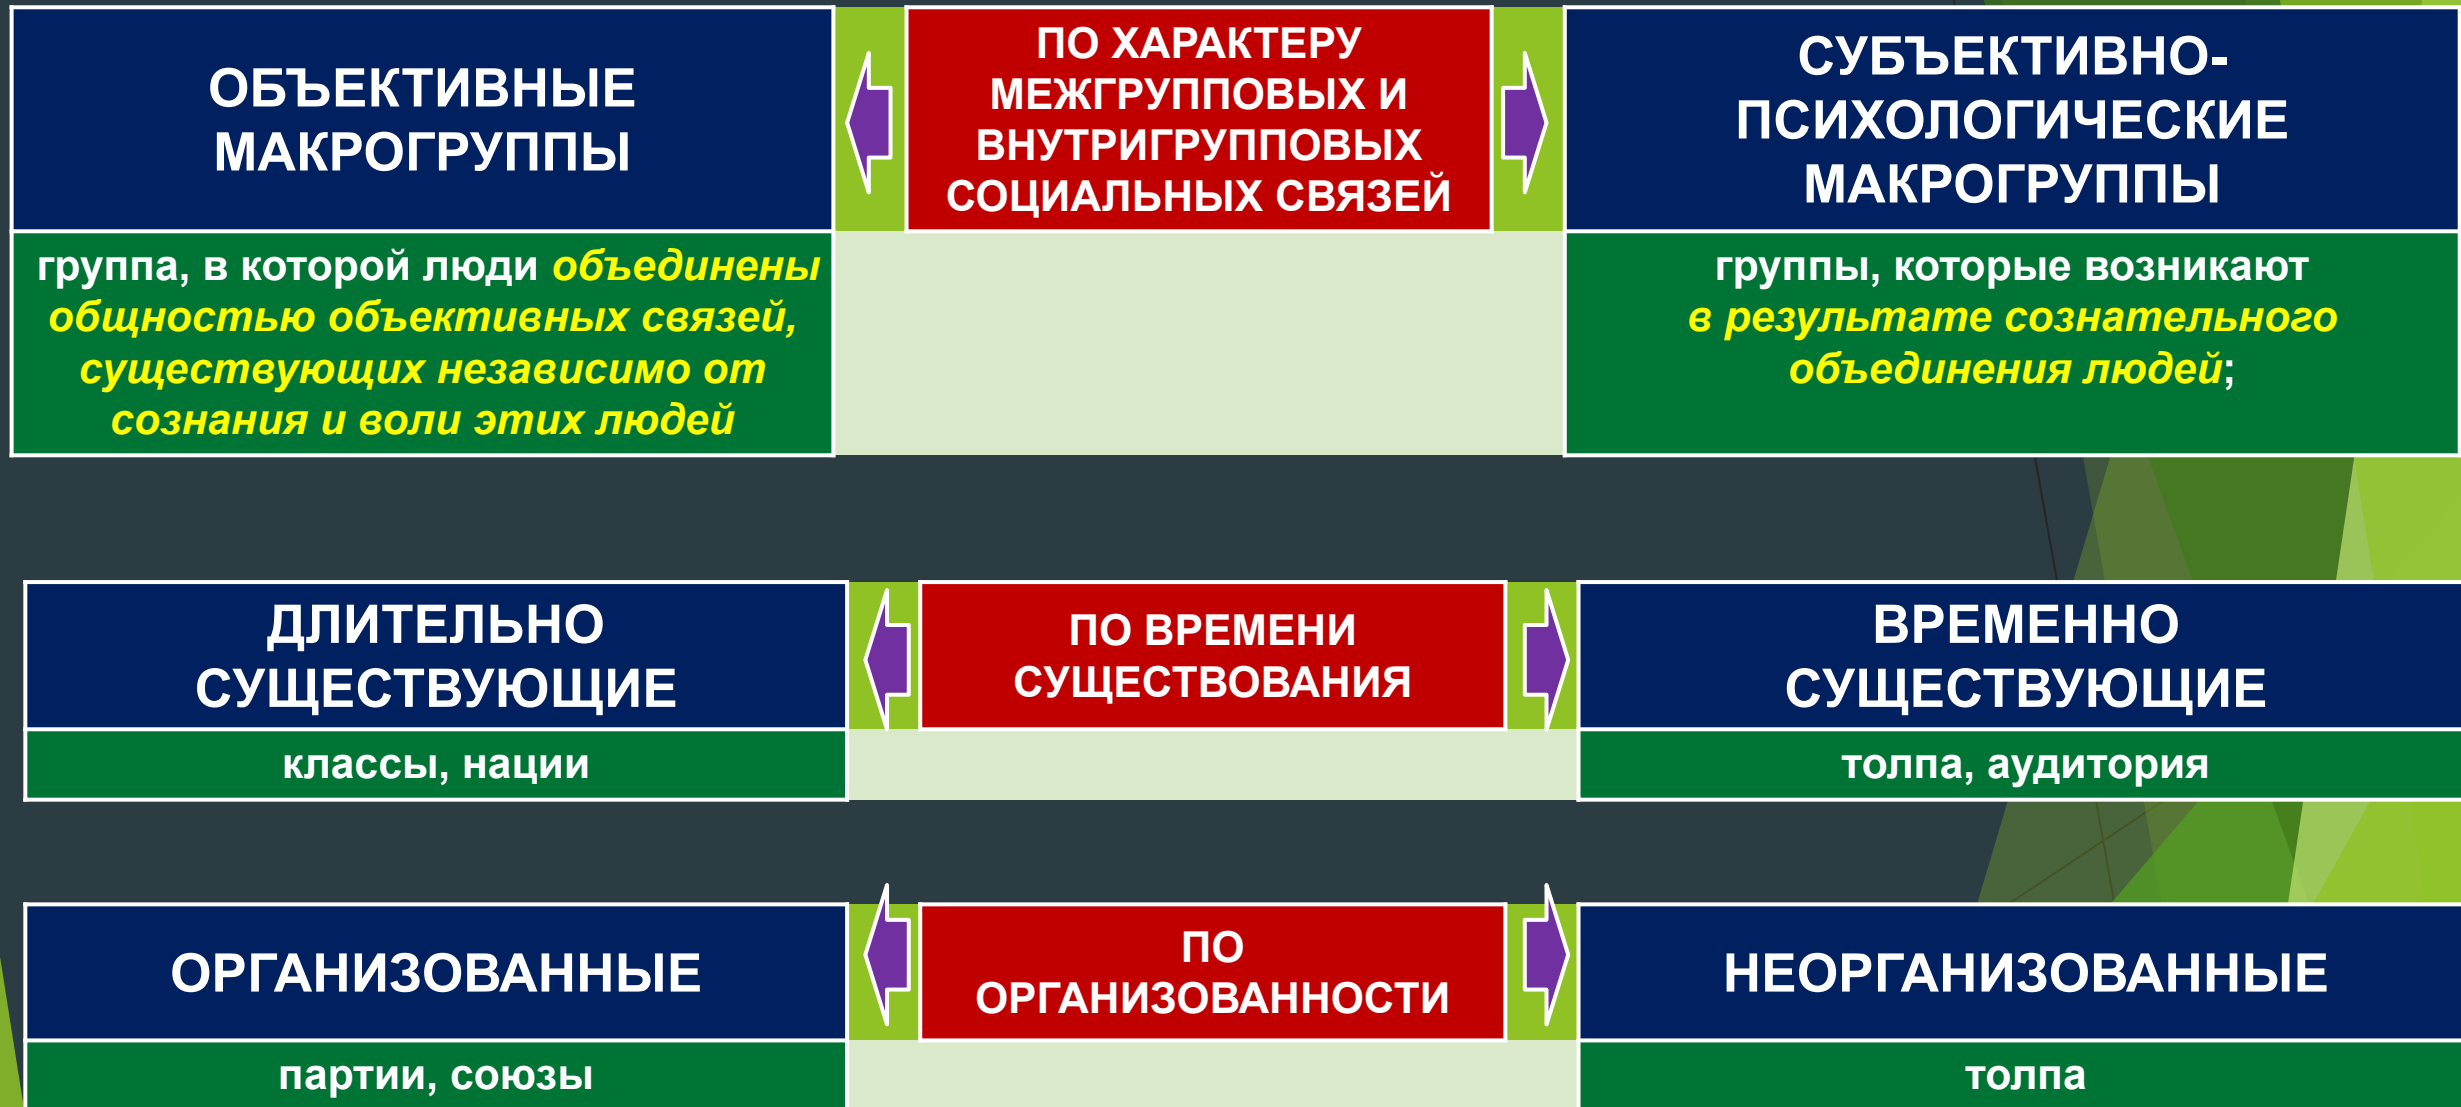 ОБЪЕКТИВНЫЕ
МАКРОГРУППЫ
ПО ХАРАКТЕРУ
МЕЖГРУППОВЫХ И
ВНУТРИГРУППОВЫХ
СОЦИАЛЬНЫХ СВЯЗЕЙ
СУБЪЕКТИВНО-
ПСИХОЛОГИЧЕСКИЕ
МАКРОГРУППЫ
группа, в которой люди объединены
общностью объективных связей,
существующих независимо от
сознания и воли этих людей
группы, которые возникают
в результате сознательного
объединения людей;
ДЛИТЕЛЬНО
СУЩЕСТВУЮЩИЕ
ПО ВРЕМЕНИ
СУЩЕСТВОВАНИЯ
ВРЕМЕННО
СУЩЕСТВУЮЩИЕ
классы, нации
толпа, аудитория
ОРГАНИЗОВАННЫЕ
ПО
ОРГАНИЗОВАННОСТИ
НЕОРГАНИЗОВАННЫЕ
партии, союзы
толпа